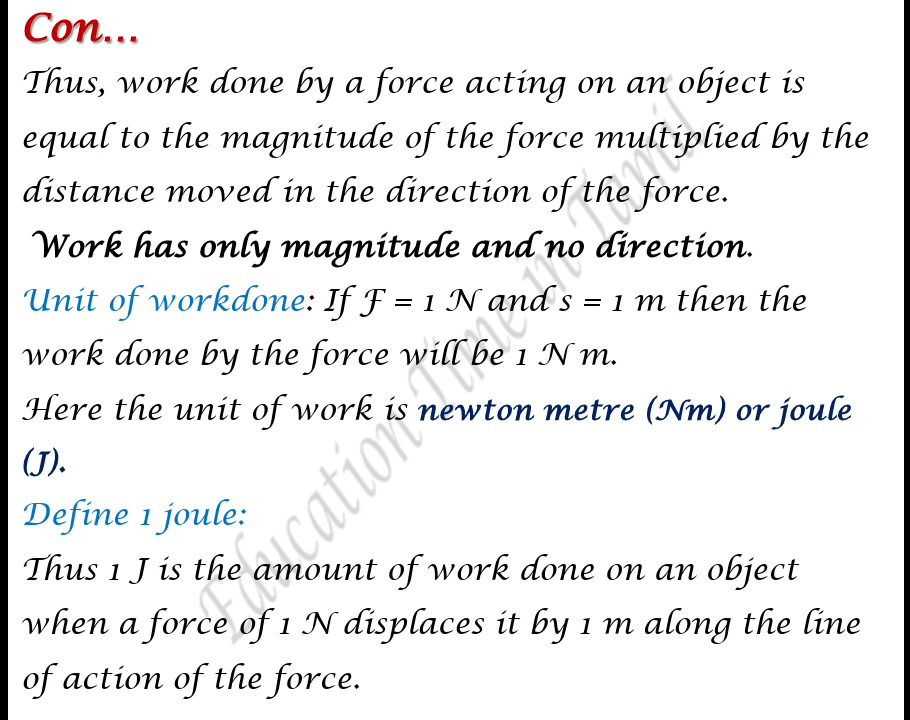 Con...
Thus, work done by a force acting on an object is
equal to the magnitude of the force multiplied by the
distance moved in the direction of the force.
Work has only magnitude and no direction.
Unit of workdone: If F = 1 N and s = 1 m then the
work done by the force will be 1 N m.
Here the unit of work is newton metre (Nm) or joule
(J).
Define 1 joule:
Thus 1 J is the amount of work done on an object
when a force of 1 N displaces it by 1 m along the line
of action of the force.
Education Time in Tamil